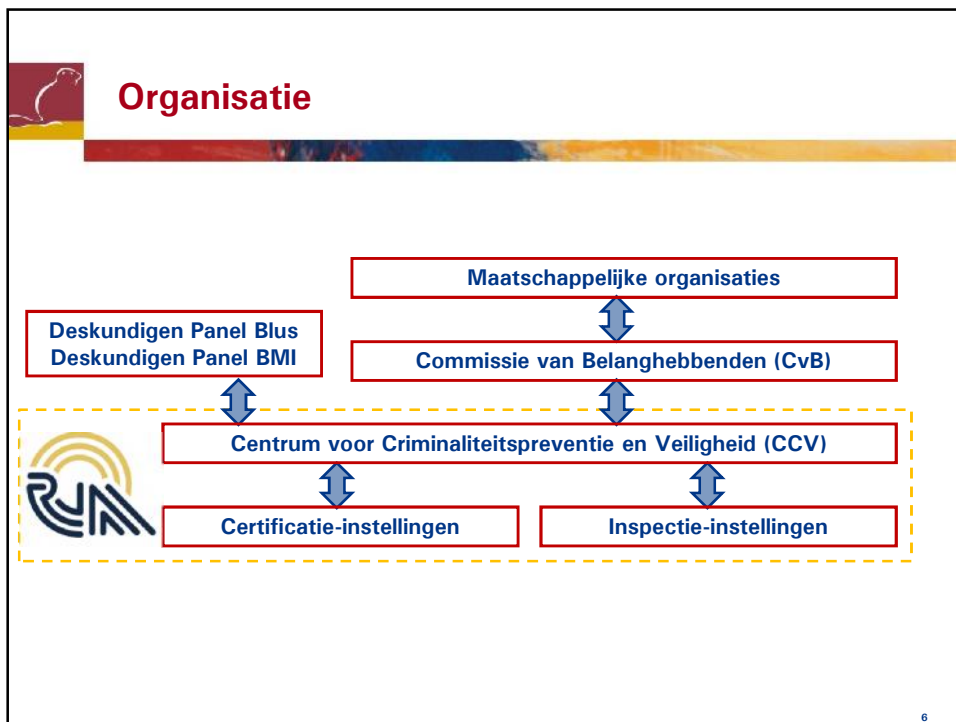 Organisatie
Maatschappelijke organisaties
Deskundigen Panel Blus
Deskundigen Panel BMI
Commissie van Belanghebbenden (CvB)
Centrum voor Criminaliteitspreventie en Veiligheid (CCV)
RvA
Certificatie-instellingen
Inspectie-instellingen
6